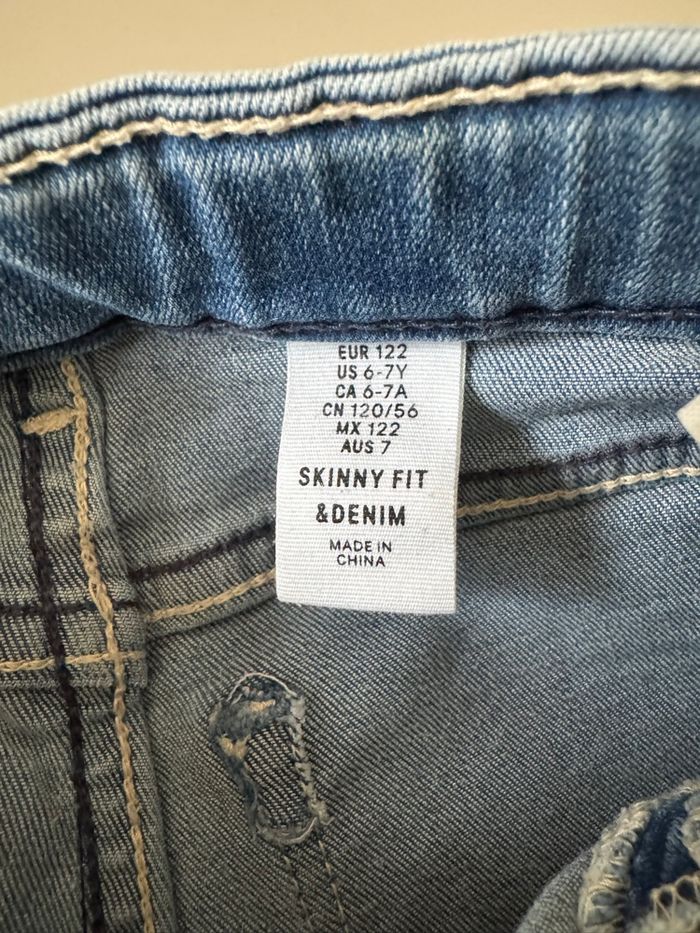 EUR 122
US 6-7Y
CA 6-7A
CN 120/56
MX 122
AUS 7
SKINNY FIT
&DENIM
MADE IN
CHINA